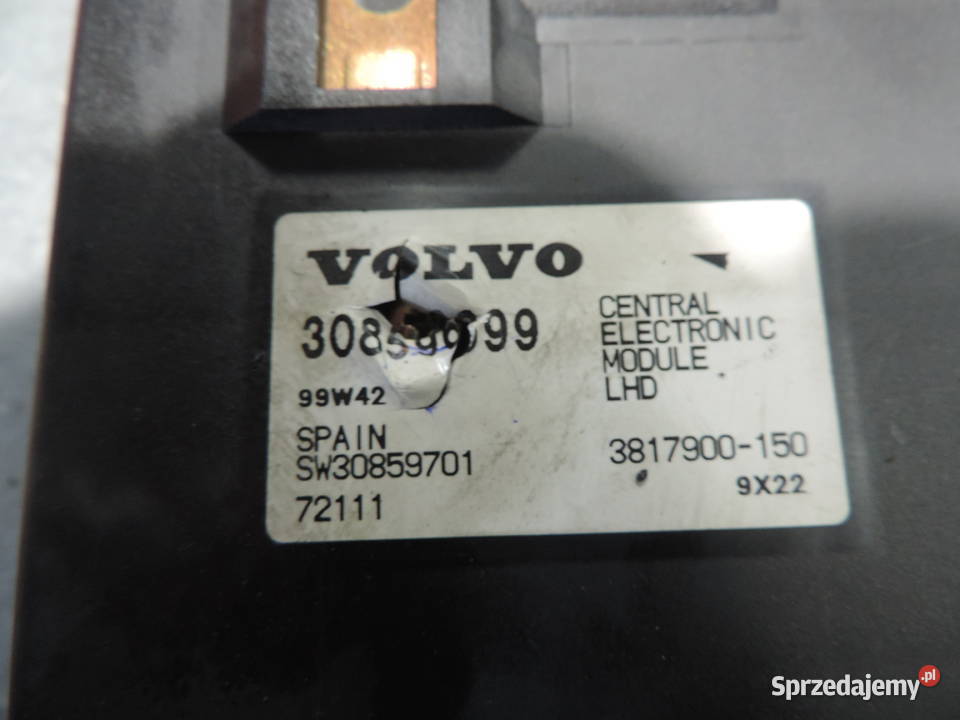 VOLVO
99W42
SPAIN
SW30859701
72111
CENTRAL
ELECTRONIC
MODULE
LHD
3817900-150
9X22
Sprzedajemy.pl